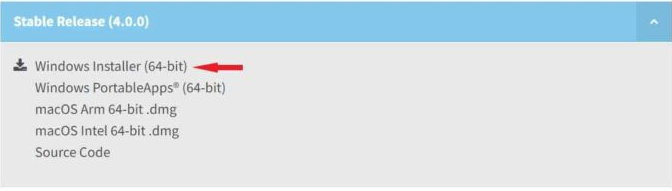 Stable Release (4.0.0)
Windows Installer (64-bit)
Windows PortableApps® (64-bit)
macOS Arm 64-bit .dmg
macOS Intel 64-bit .dmg
Source Code